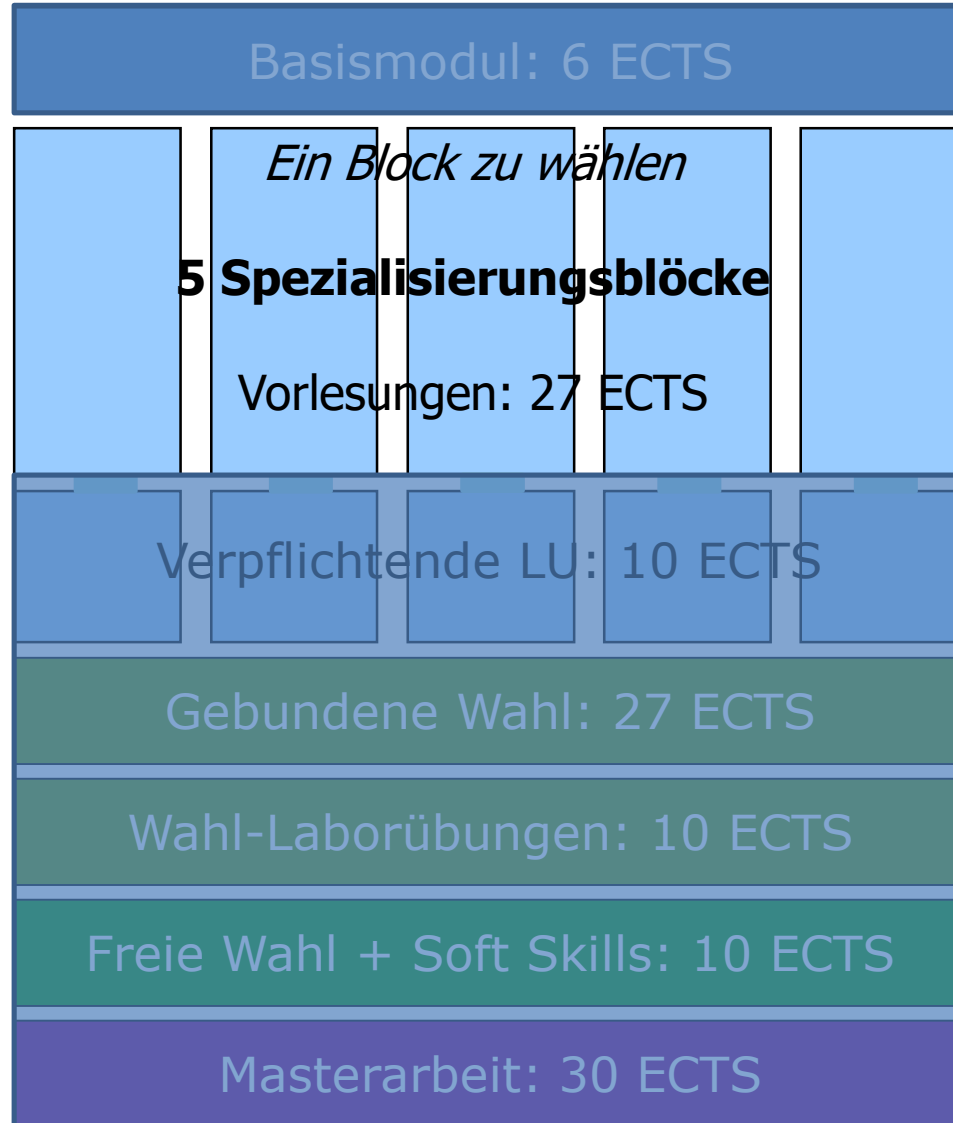 Basismodul: 6 ECTS
Ein Block zu wählen
5 Spezialisierungsblöcke
Vorlesungen: 27 ECTS
Verpflichtende LU: 10 ECTS
Gebundene Wahl: 27 ECTS
Wahl-Laborübungen: 10 ECTS
Freie Wahl + Soft Skills: 10 ECTS
Masterarbeit: 30 ECTS